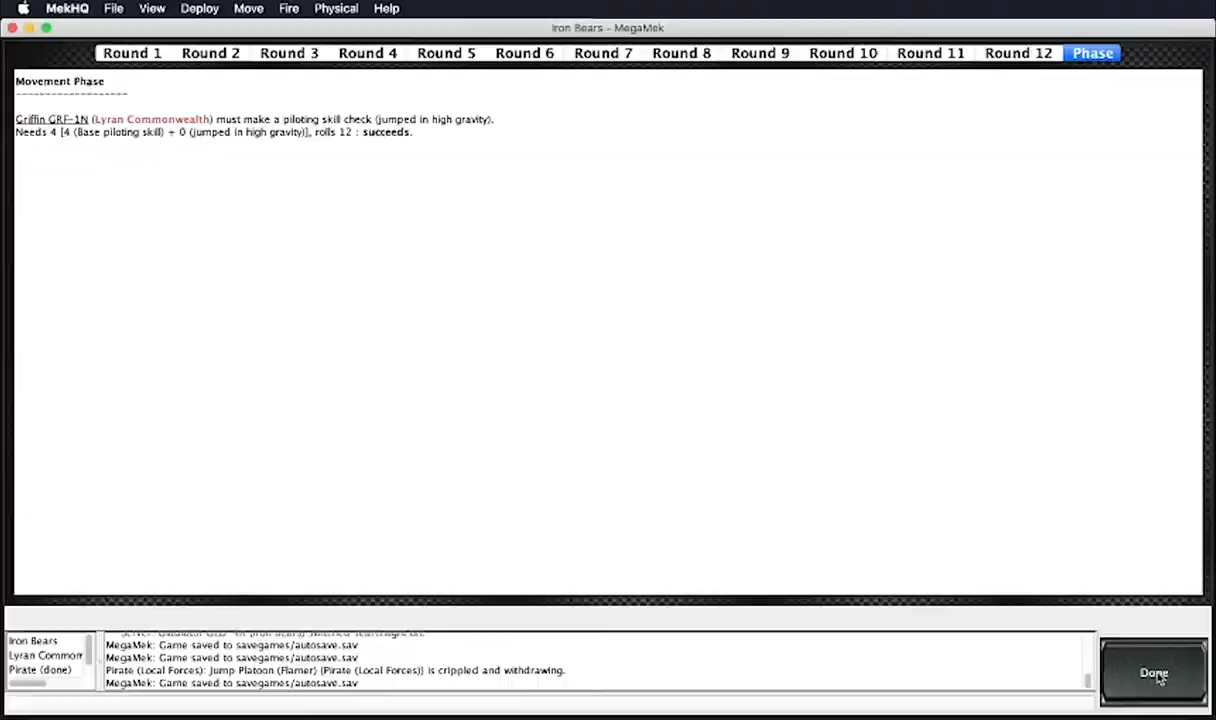 MekHQ File View Deploy Move Fire Physical Help
Iron Bears - MegaMek
Round 1 Round 2 Round 3 Round 4 Round 5 Round 6 Round 7 Round 8 Round 9 Round 10 Round 11 Round 12 Phase
Movement Phase
-------------------
Griffin GRF-1N (Lyran Commonwealth) must make a piloting skill check (jumped in high gravity).
Needs 4 [4 (Base piloting skill) + 0 (jumped in high gravity)], rolls 12 : succeeds.
Iron Bears
Lyran Common
Pirate (done)
MegaMek: Game saved to savegames/autosave.sav
MegaMek: Game saved to savegames/autosave.sav
Pirate (Local Forces): Jump Platoon (Flamer) (Pirate (Local Forces)) is crippled and withdrawing.
MegaMek: Game saved to savegames/autosave.sav
Done